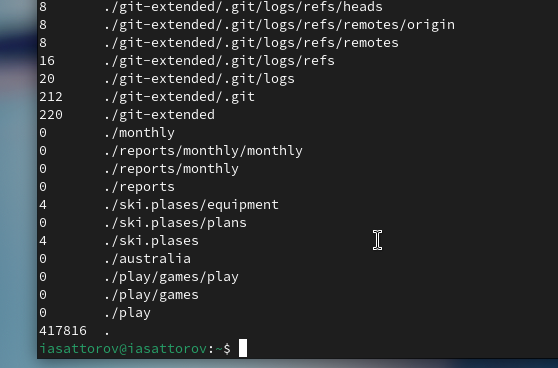 8 ./git-extended/.git/logs/refs/heads
8 ./git-extended/.git/logs/refs/remotes/origin
8 ./git-extended/.git/logs/refs/remotes
16 ./git-extended/.git/logs/refs
20 ./git-extended/.git/logs
212 ./git-extended/.git
220 ./git-extended
0 ./monthly
0 ./reports/monthly/monthly
0 ./reports/monthly
0 ./reports
4 ./ski.plases/equipment
0 ./ski.plases/plans
4 ./ski.plases
0 ./australia
0 ./play/games/play
0 ./play/games
0 ./play
417816 .
iasattorov@iasattorov:~$